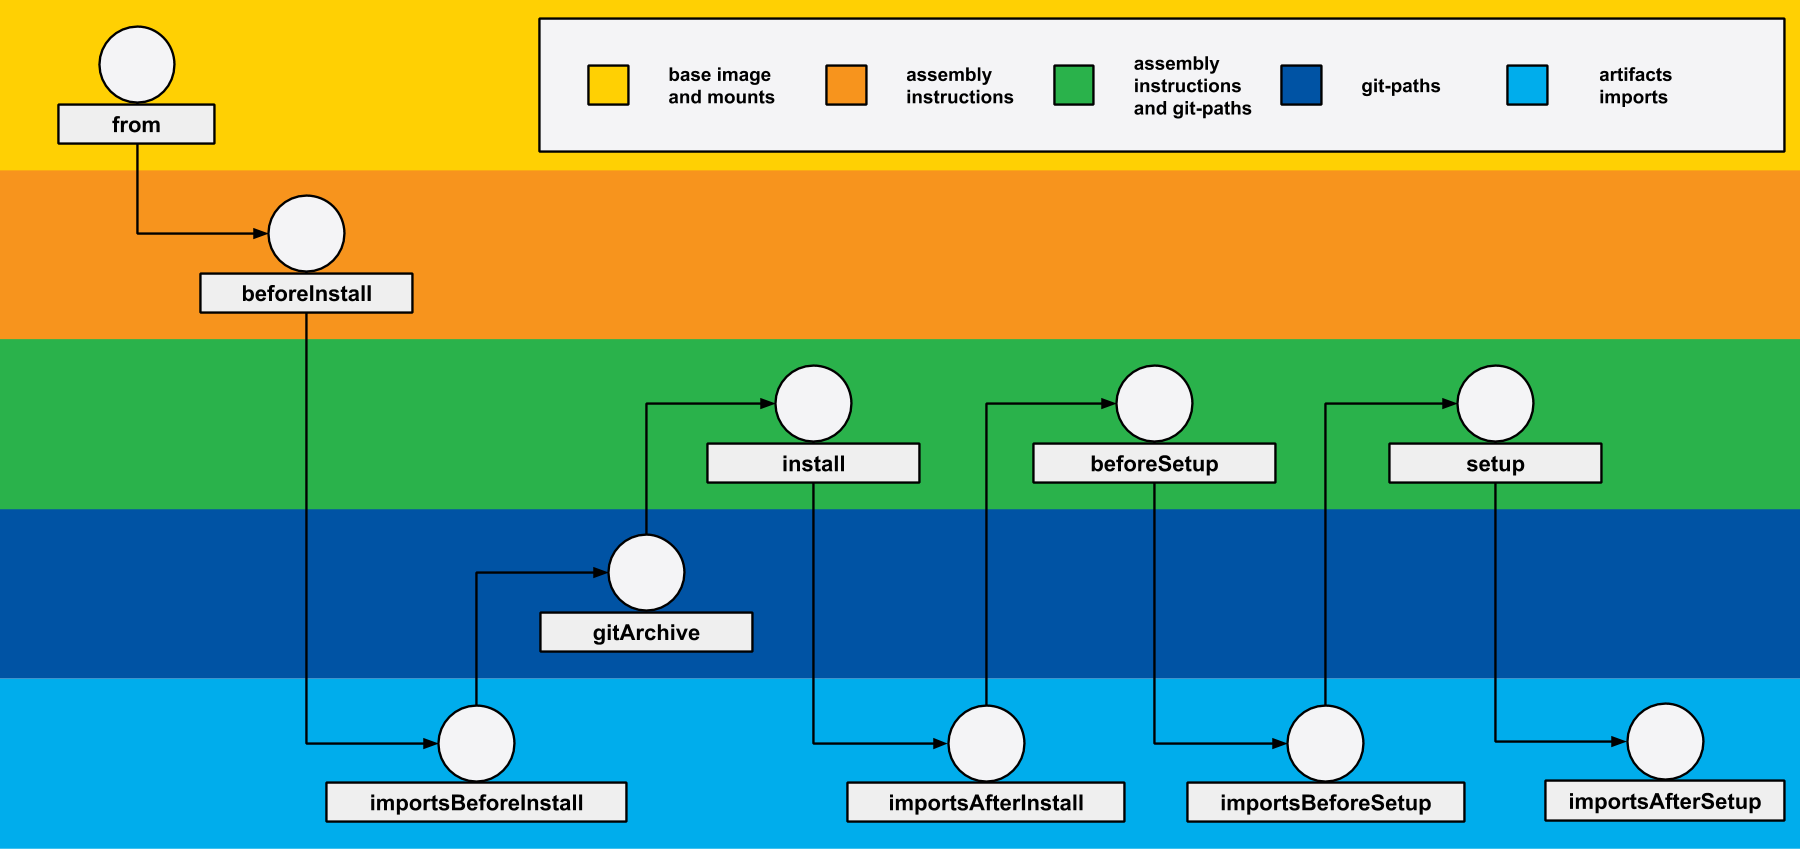 from
base image
and mounts
assembly
instructions
assembly
instructions
and git-paths
git-paths
artifacts
imports
beforeInstall
install
beforeSetup
setup
gitArchive
importsBeforeInstall
importsAfterInstall
importsBeforeSetup
importsAfterSetup